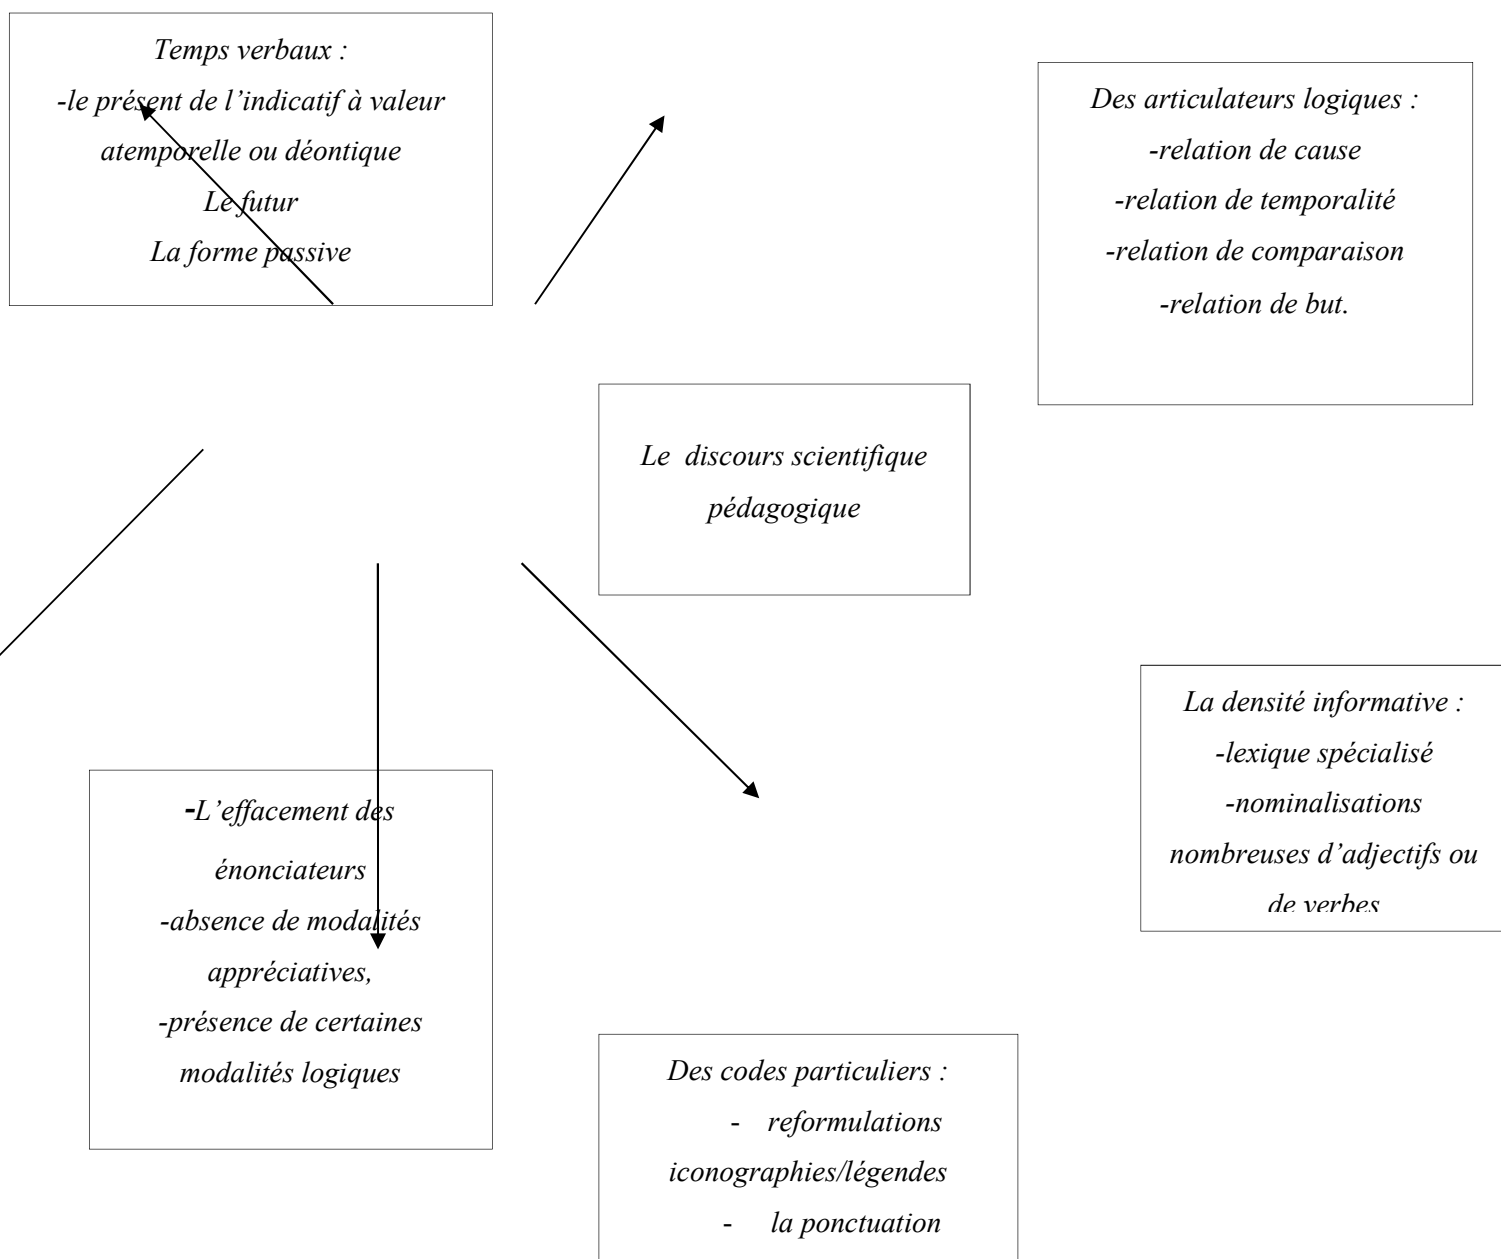 Temps verbaux :
-le présent de l’indicatif à valeur
atemporelle ou déontique
Le futur
La forme passive
Des articulateurs logiques :
-relation de cause
-relation de temporalité
-relation de comparaison
-relation de but.
Le discours scientifique
pédagogique
La densité informative :
-lexique spécialisé
-nominalisations
nombreuses d’adjectifs ou
de verbes
-L’effacement des
énonciateurs
-absence de modalités
appréciatives,
-présence de certaines
modalités logiques
Des codes particuliers :
- reformulations
iconographies/légendes
- la ponctuation